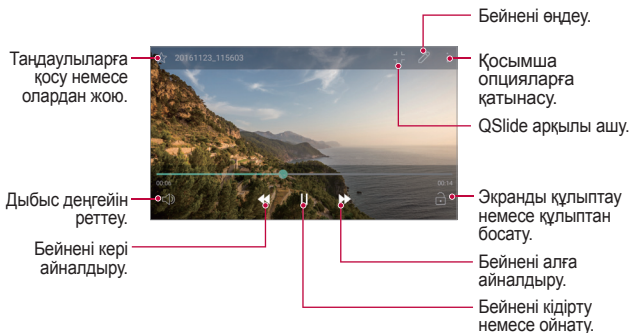 Бейнені өңдеу.
Таңдаулыларға
қосу немесе
олардан жою.
20161123_115603
Қосымша
опцияларға
қатынасу.
QSlide арқылы ашу.
00:06
00:14
Дыбыс деңгейін
реттеу.
Экранды құлыптау
немесе құлыптан
босату.
Бейнені кері
айналдыру.
Бейнені алға
айналдыру.
Бейнені кідірту
немесе ойнату.